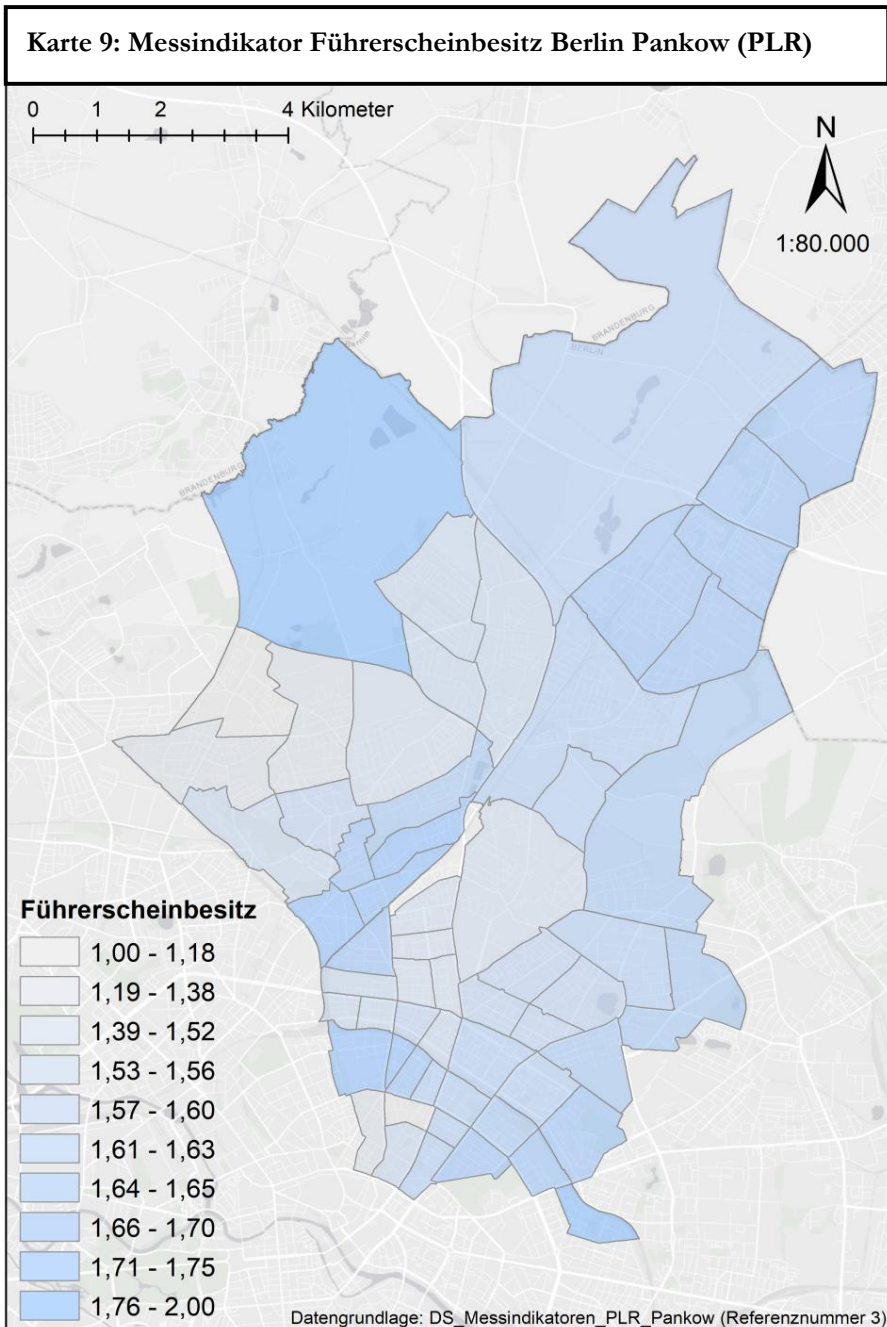 Karte 9: Messindikator Führerscheinbesitz Berlin Pankow (PLR)
0 1 2 4 Kilometer
N
1:80.000
BRANDENBURG
BERLIN
BRANDENBURG
Führerscheinbesitz
1,00 - 1,18
1,19 - 1,38
1,39 - 1,52
1,53 - 1,56
1,57 - 1,60
1,61 - 1,63
1,64 - 1,65
1,66 - 1,70
1,71 - 1,75
1,76 - 2,00
Datengrundlage: DS_Messindikatoren_PLR_Pankow (Referenznummer 3)